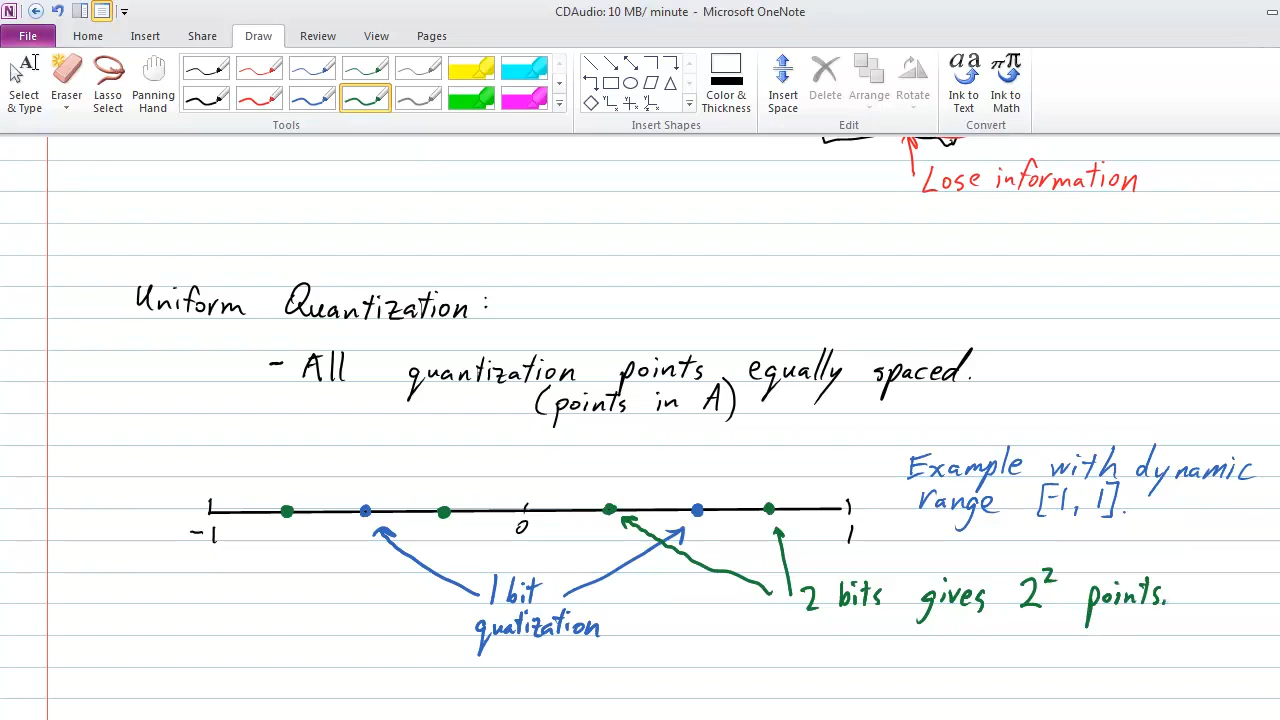 CDAudio: 10 MB/ minute - Microsoft OneNote
File Home Insert Share Draw Review View Pages
Select & Type
Eraser
Lasso Select
Panning Hand
Color & Thickness
Insert Space
Delete
Arrange
Rotate
Ink to Text
Ink to Math
Tools Insert Shapes Edit Convert
Lose information
Uniform Quantization:
- All quantization points equally spaced.
(points in A)
Example with dynamic
range [-1, 1].
-1 0 1
1 bit
quatization
2 bits gives 2² points.